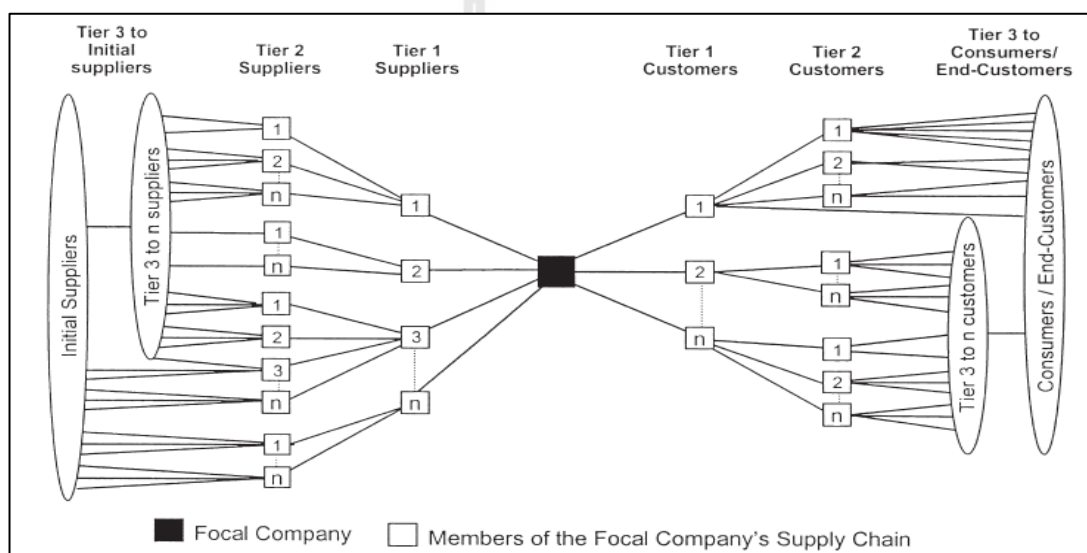 Tier 3 to
Initial
suppliers
Tier 2
Suppliers
Tier 1
Suppliers
Tier 1
Customers
Tier 2
Customers
Tier 3 to
Consumers/
End-Customers
Initial Suppliers
Tier 3 to n suppliers
1
2
n
1
n
1
2
3
n
1
n
1
2
3
n
1
2
n
1
2
n
1
n
1
2
n
Tier 3 to n customers
Consumers / End-Customers
Focal Company
Members of the Focal Company's Supply Chain